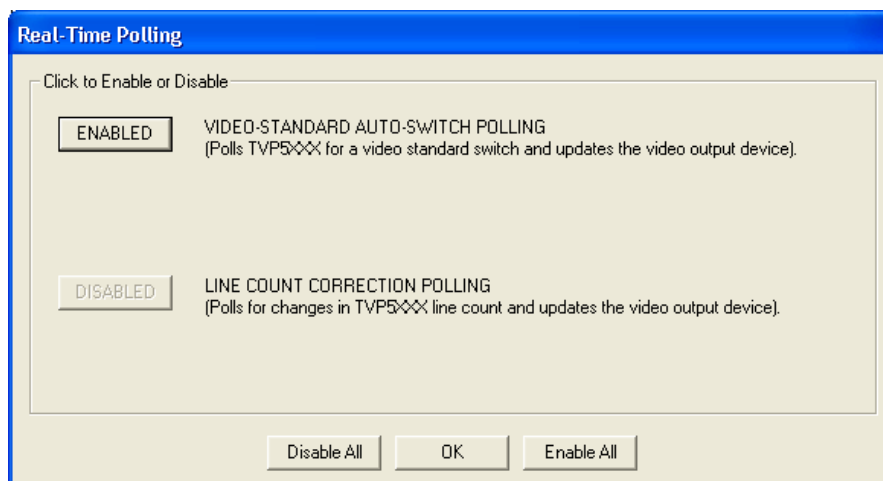 Real-Time Polling
Click to Enable or Disable
ENABLED
VIDEO-STANDARD AUTO-SWITCH POLLING
(Polls TVP5XXX for a video standard switch and updates the video output device).
DISABLED
LINE COUNT CORRECTION POLLING
(Polls for changes in TVP5XXX line count and updates the video output device).
Disable All
OK
Enable All